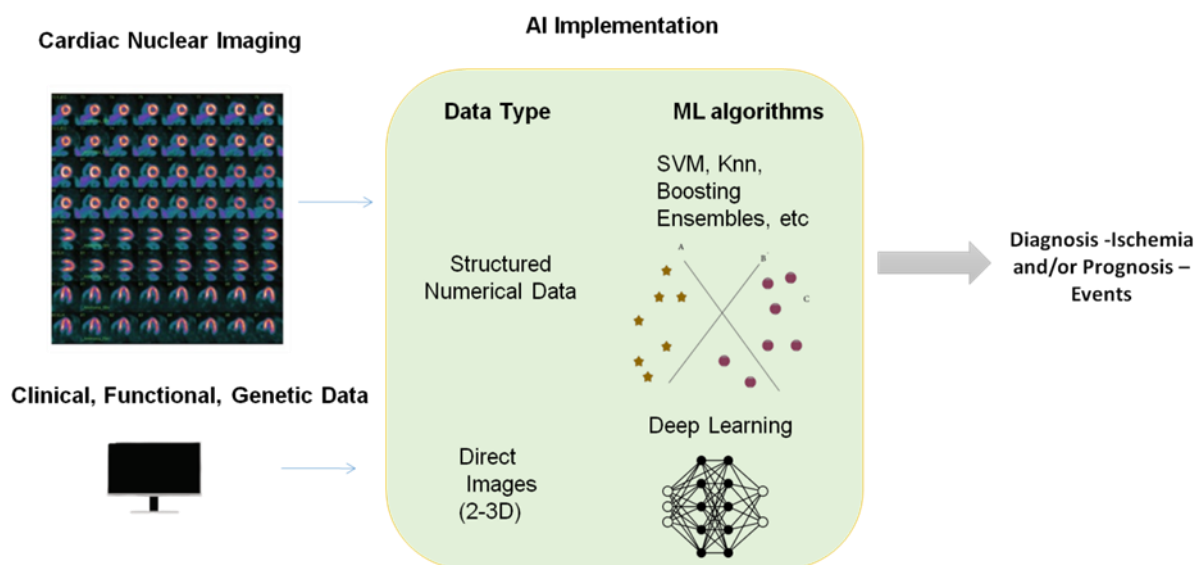 AI Implementation
Cardiac Nuclear Imaging
Data Type
ML algorithms
SVM, Knn,
Boosting
Ensembles, etc
A
B
C
Structured
Numerical Data
Diagnosis -Ischemia
and/or Prognosis –
Events
Clinical, Functional, Genetic Data
Deep Learning
Direct
Images
(2-3D)